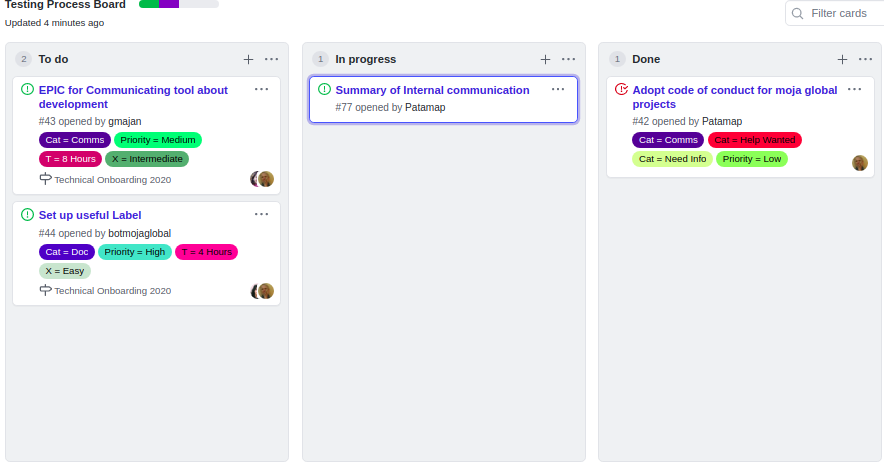 Testing Process Board
Updated 4 minutes ago
Filter cards
2 To do
EPIC for Communicating tool about
development
#43 opened by gmajan
Cat = Comms Priority = Medium
T = 8 Hours X = Intermediate
Technical Onboarding 2020
Set up useful Label
#44 opened by botmojaglobal
Cat = Doc Priority = High T = 4 Hours
X = Easy
Technical Onboarding 2020
1 In progress
Summary of Internal communication
#77 opened by Patamap
1 Done
Adopt code of conduct for moja global
projects
#42 opened by Patamap
Cat = Comms Cat = Help Wanted
Cat = Need Info Priority = Low